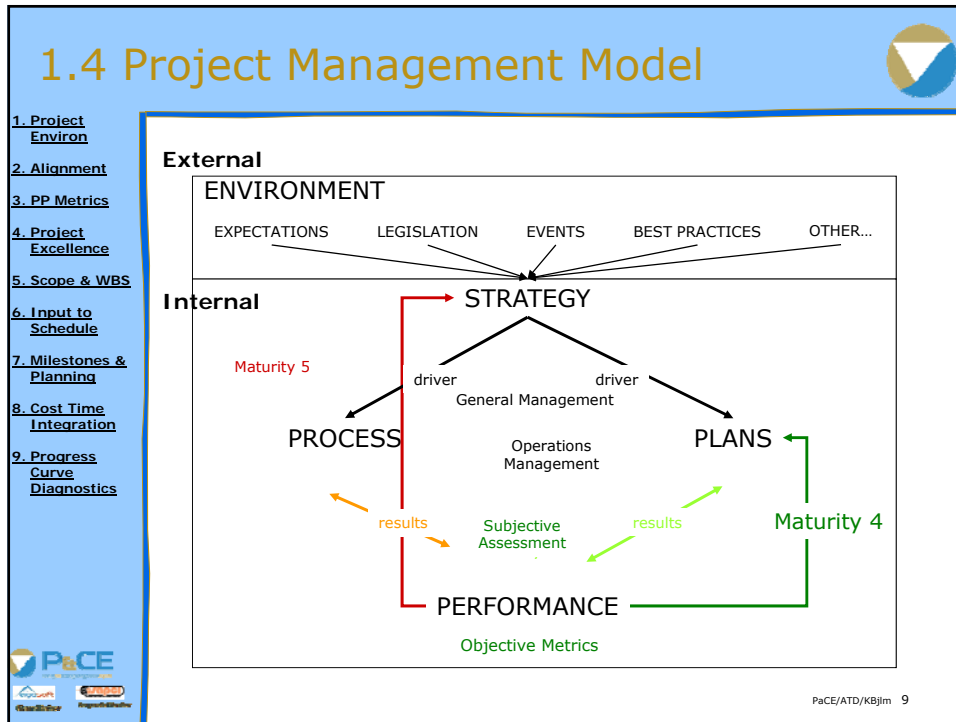 1.4 Project Management Model
1. Project
Environ
2. Alignment
3. PP Metrics
4. Project
Excellence
5. Scope & WBS
6. Input to
Schedule
7. Milestones &
Planning
8. Cost Time
Integration
9. Progress
Curve
Diagnostics
External
ENVIRONMENT
EXPECTATIONS LEGISLATION EVENTS BEST PRACTICES OTHER...
Internal
STRATEGY
Maturity 5
driver driver
General Management
PROCESS
Operations
Management
PLANS
results
Subjective
Assessment
results
Maturity 4
PERFORMANCE
Objective Metrics
P&CE
PaCE/ATD/KBjlm 9